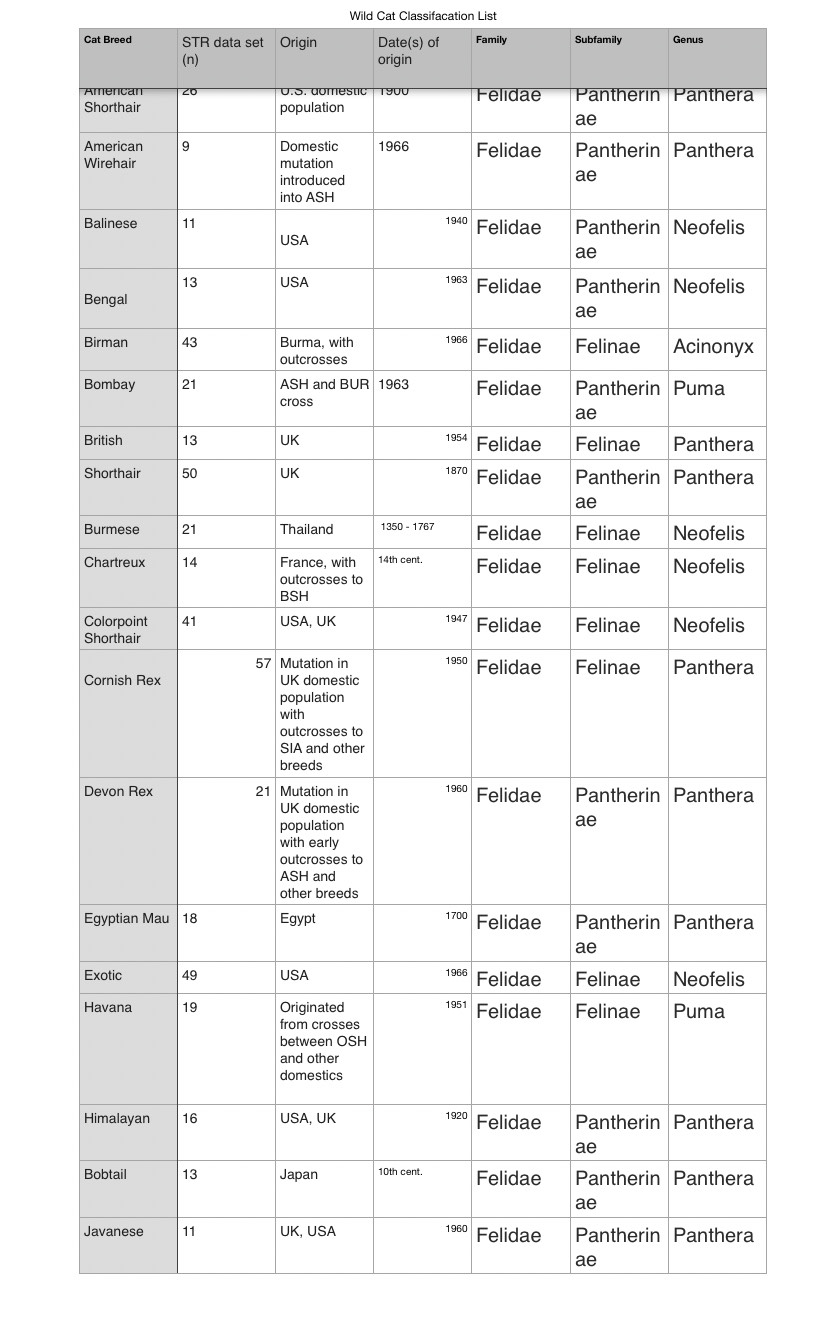 Wild Cat Classifacation List
Cat Breed STR data set (n) Origin Date(s) of origin Family Subfamily Genus
American Shorthair 26 U.S. domestic population 1900 Felidae Pantherinae Panthera
American Wirehair 9 Domestic mutation introduced into ASH 1966 Felidae Pantherinae Panthera
Balinese 11 USA 1940 Felidae Pantherinae Neofelis
Bengal 13 USA 1963 Felidae Pantherinae Neofelis
Birman 43 Burma, with outcrosses 1966 Felidae Felinae Acinonyx
Bombay 21 ASH and BUR cross 1963 Felidae Pantherinae Puma
British 13 UK 1954 Felidae Felinae Panthera
Shorthair 50 UK 1870 Felidae Pantherinae Panthera
Burmese 21 Thailand 1350 - 1767 Felidae Felinae Neofelis
Chartreux 14 France, with outcrosses to BSH 14th cent. Felidae Felinae Neofelis
Colorpoint Shorthair 41 USA, UK 1947 Felidae Felinae Neofelis
Cornish Rex 57 Mutation in UK domestic population with outcrosses to SIA and other breeds 1950 Felidae Felinae Panthera
Devon Rex 21 Mutation in UK domestic population with early outcrosses to ASH and other breeds 1960 Felidae Pantherinae Panthera
Egyptian Mau 18 Egypt 1700 Felidae Pantherinae Panthera
Exotic 49 USA 1966 Felidae Felinae Neofelis
Havana 19 Originated from crosses between OSH and other domestics 1951 Felidae Felinae Puma
Himalayan 16 USA, UK 1920 Felidae Pantherinae Panthera
Bobtail 13 Japan 10th cent. Felidae Pantherinae Panthera
Javanese 11 UK, USA 1960 Felidae Pantherinae Panthera